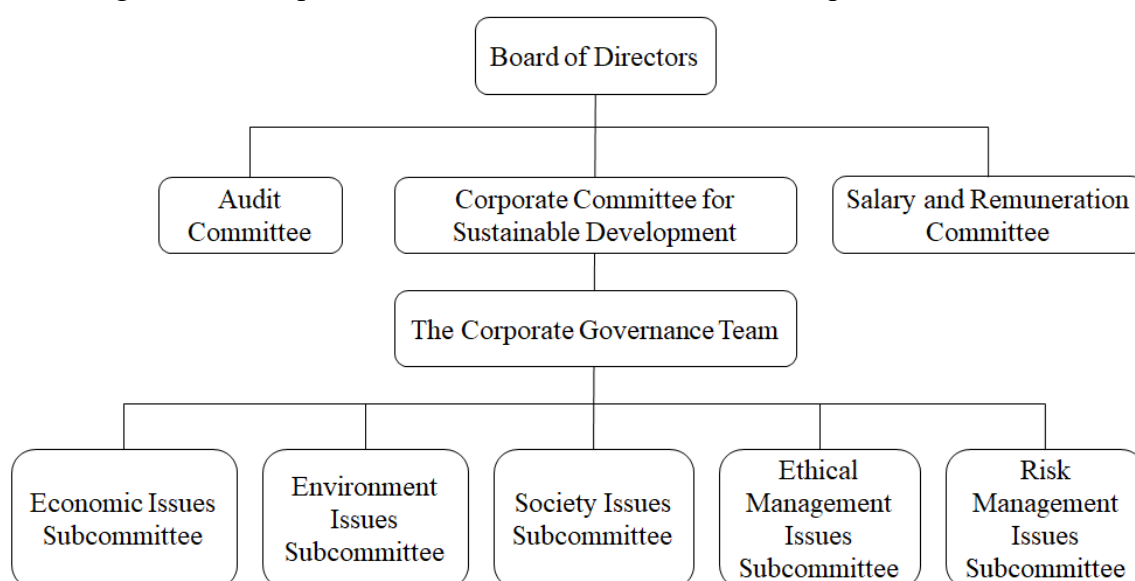 Board of Directors
Audit
Committee
Corporate Committee for
Sustainable Development
Salary and Remuneration
Committee
The Corporate Governance Team
Economic Issues
Subcommittee
Environment
Issues
Subcommittee
Society Issues
Subcommittee
Ethical
Management
Issues
Subcommittee
Risk
Management
Issues
Subcommittee